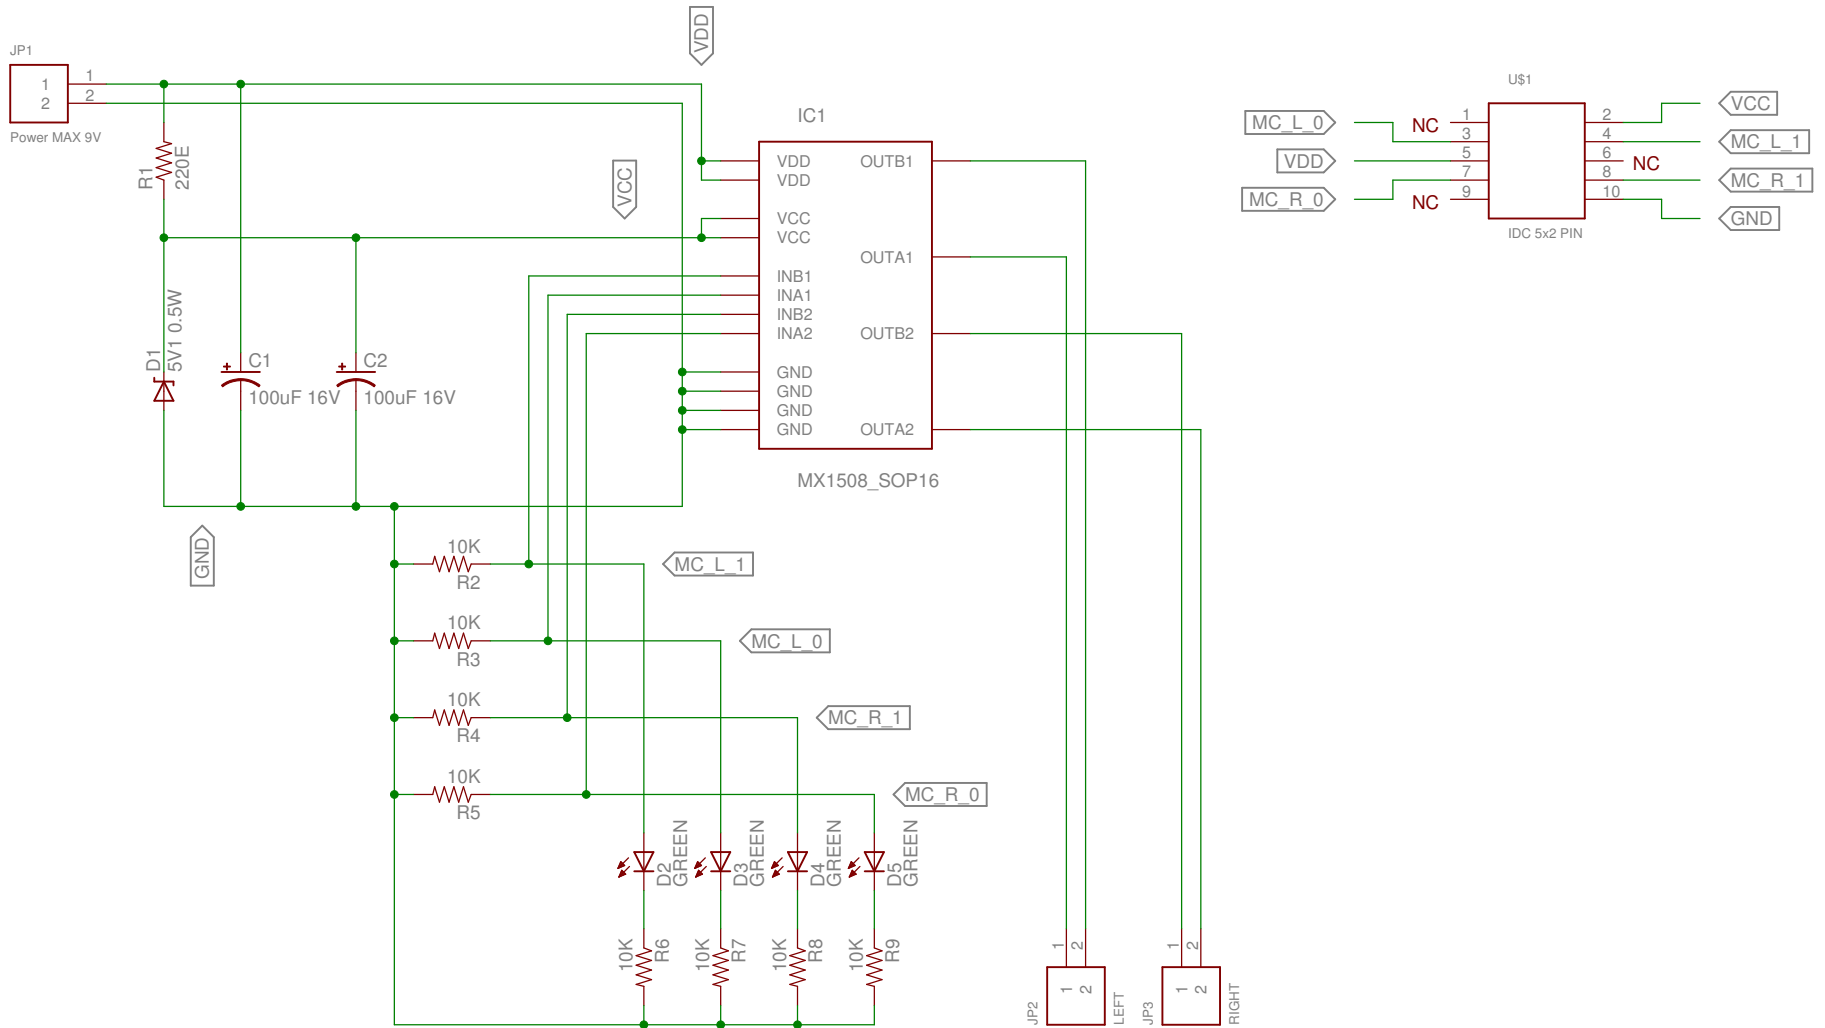 JP1
1
2
1
2
Power MAX 9V
VDD
R1
220E
VCC
D1
5V1 0.5W
C1
100uF 16V
C2
100uF 16V
GND
IC1
VDD
VDD
VCC
VCC
INB1
INA1
INB2
INA2
GND
GND
GND
GND
OUTB1
OUTA1
OUTB2
OUTA2
MX1508_SOP16
10K
R2
MC_L_1
10K
R3
MC_L_0
10K
R4
MC_R_1
10K
R5
MC_R_0
D2
GREEN
D3
GREEN
D4
GREEN
D5
GREEN
10K
R6
10K
R7
10K
R8
10K
R9
1
2
1
2
JP2
LEFT
1
2
1
2
JP3
RIGHT
U$1
MC_L_0
VDD
MC_R_0
NC
NC
1
3
5
7
9
2
4
6
8
10
NC
VCC
MC_L_1
MC_R_1
GND
IDC 5x2 PIN